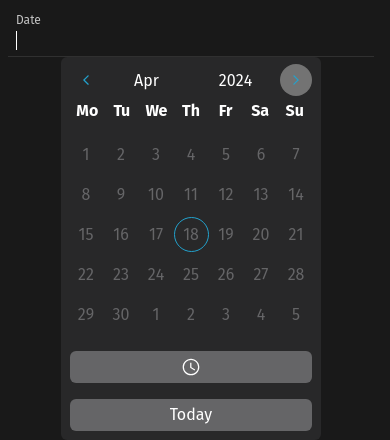 Date
Apr 2024
Mo Tu We Th Fr Sa Su
1 2 3 4 5 6 7
8 9 10 11 12 13 14
15 16 17 18 19 20 21
22 23 24 25 26 27 28
29 30 1 2 3 4 5
Today